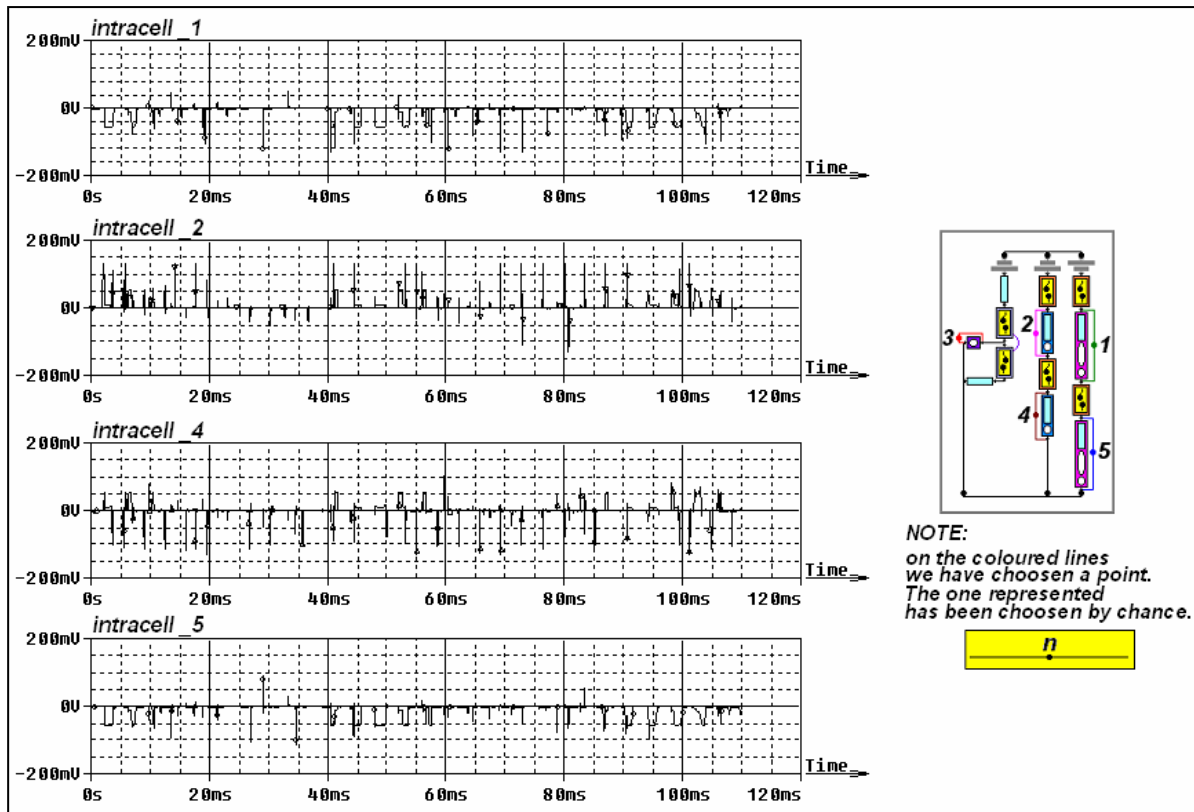 intracell _1
200mV
0V
-200mV
Time
0s 20ms 40ms 60ms 80ms 100ms 120ms
intracell _2
200mV
0V
-200mV
0s 20ms 40ms 60ms 80ms 100ms 120ms
intracell _4
200mV
0V
-200mV
Time
0s 20ms 40ms 60ms 80ms 100ms 120ms
intracell _5
200mV
0V
-200mV
Time
0s 20ms 40ms 60ms 80ms 100ms 120ms
2
3
1
4
5
NOTE:
on the coloured lines
we have choosen a point.
The one represented
has been choosen by chance.
n